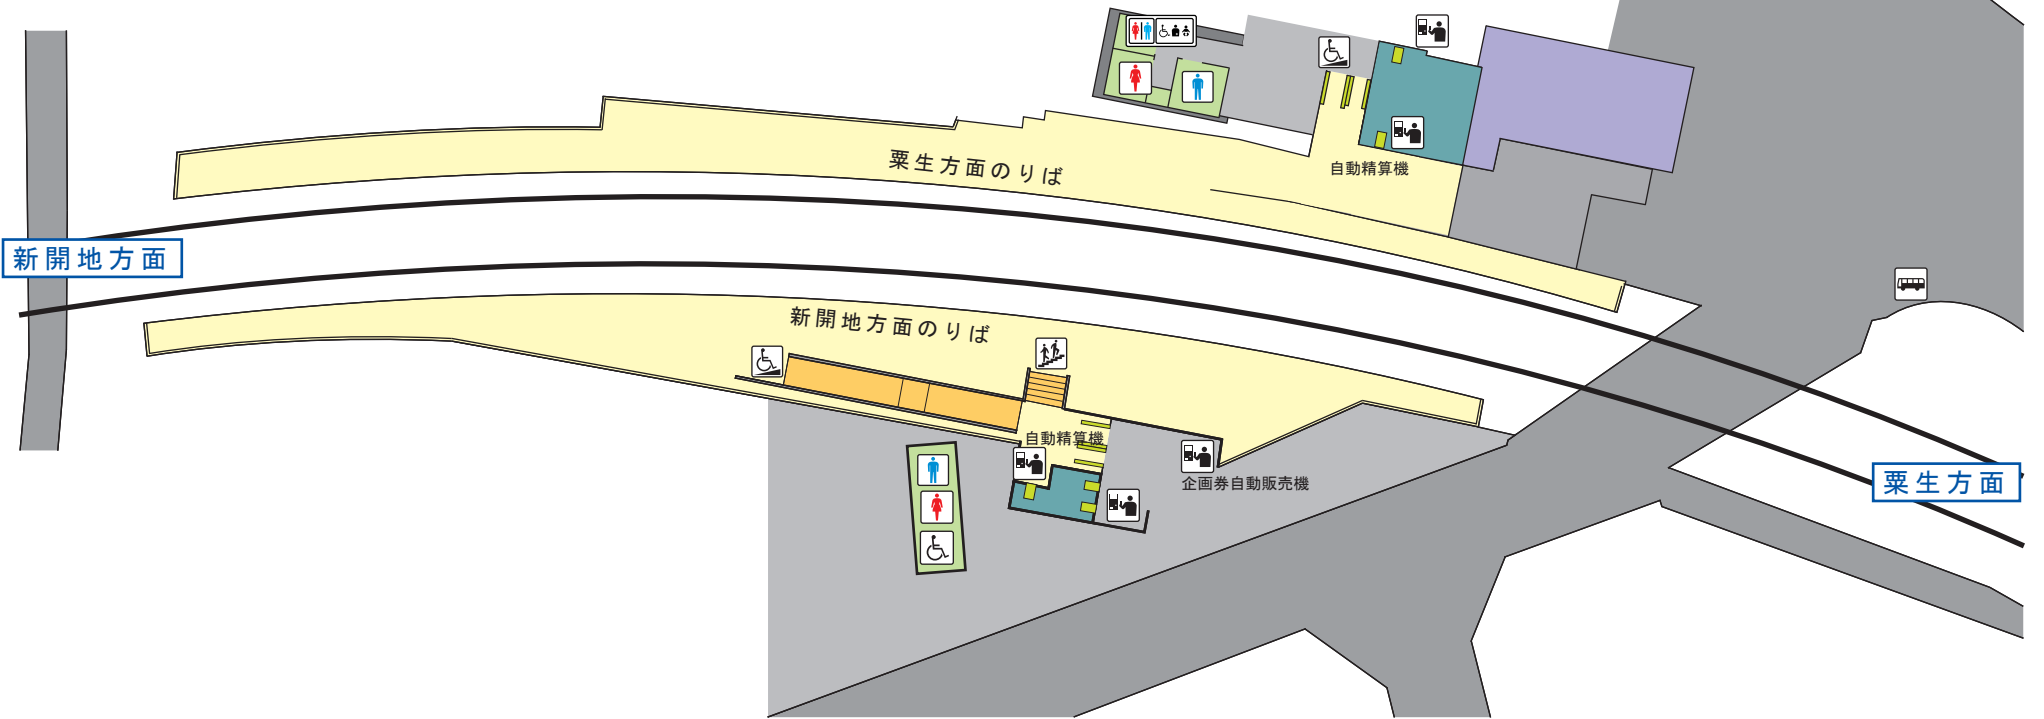 粟生方面のりば
自動精算機
新開地方面
新開地方面のりば
自動精算機
企画券自動販売機
粟生方面